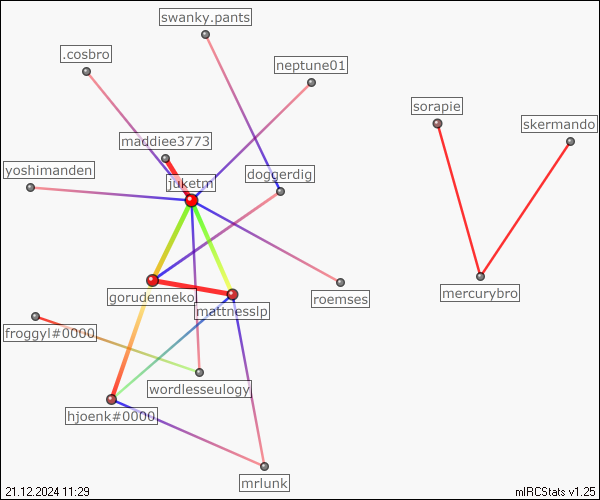 swanky.pants
.cosbro
neptune01
sorapie
skermando
maddiee3773
yoshimanden
juketm
doggerdig
gorudenneko
roemses
mercurybro
mattnesslp
froggyl#0000
wordlesseulogy
hjoenk#0000
mrlunk
21.12.2024 11:29
mIRCStats v1.25